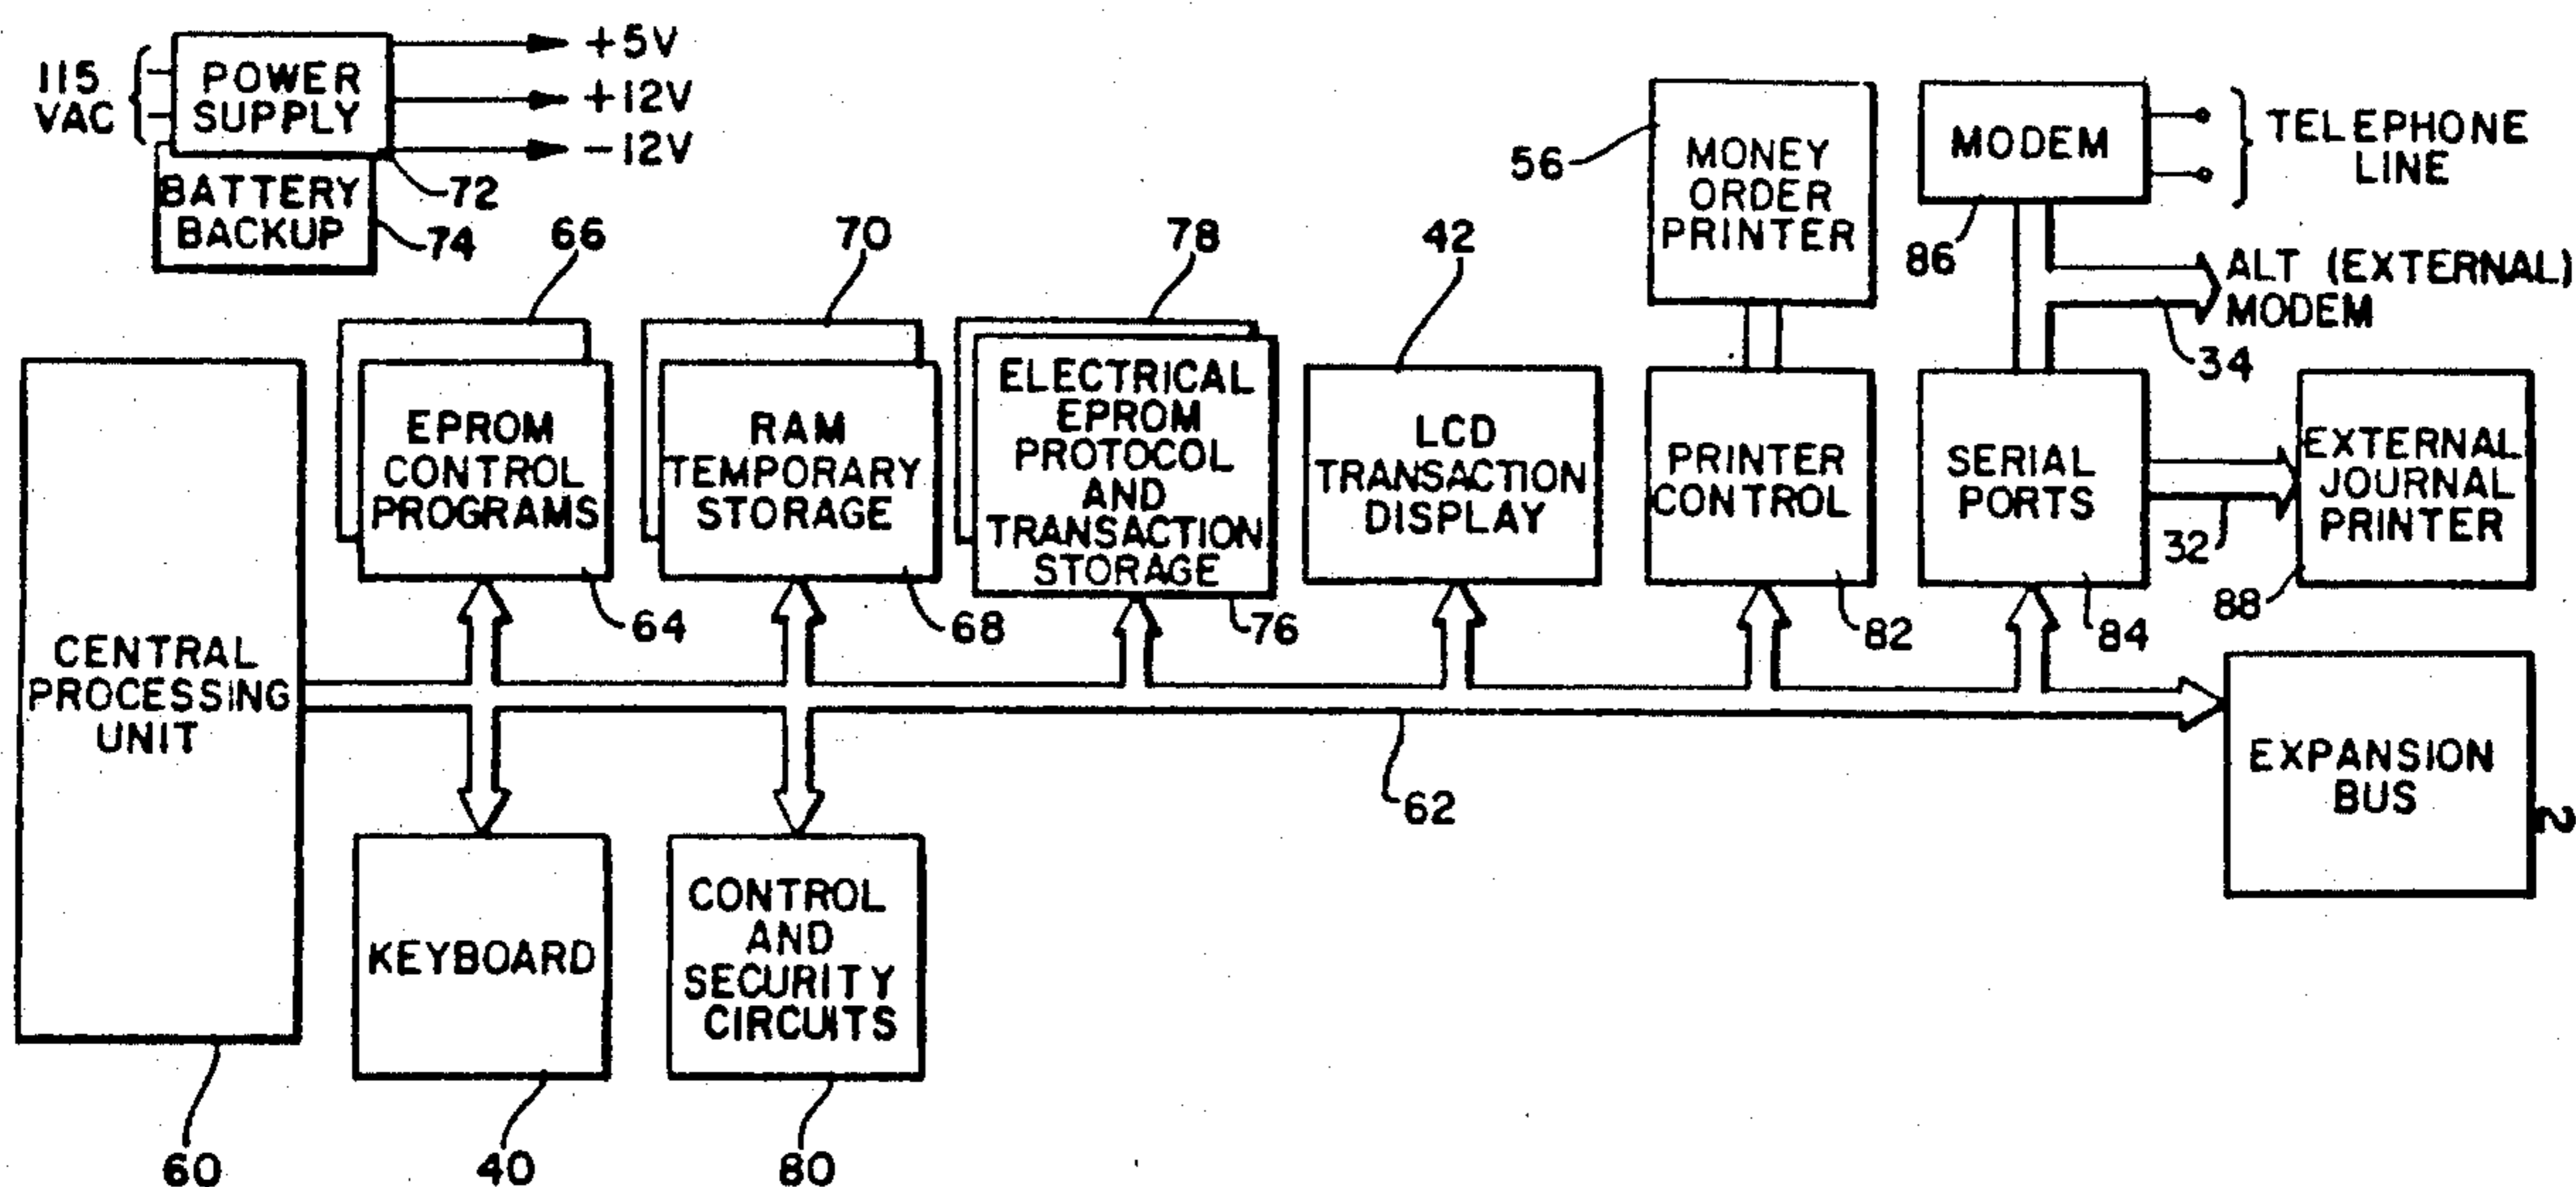 115
VAC
POWER
SUPPLY
+5V
+12V
-12V
BATTERY
BACKUP
72
74
66
70
78
42
56
MONEY
ORDER
PRINTER
MODEM
86
TELEPHONE
LINE
ALT (EXTERNAL)
MODEM
34
CENTRAL
PROCESSING
UNIT
60
EPROM
CONTROL
PROGRAMS
64
RAM
TEMPORARY
STORAGE
68
ELECTRICAL
EPROM
PROTOCOL
AND
TRANSACTION
STORAGE
76
LCD
TRANSACTION
DISPLAY
PRINTER
CONTROL
82
SERIAL
PORTS
84
32
EXTERNAL
JOURNAL
PRINTER
88
62
EXPANSION
BUS
2
KEYBOARD
40
CONTROL
AND
SECURITY
CIRCUITS
80